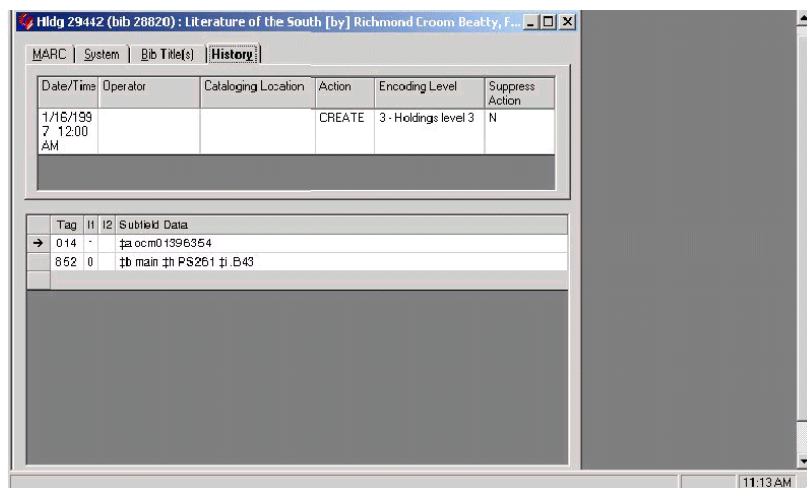 Hldg 29442 (bib 28820) : Literature of the South [by] Richmond Croom Beatty, F...
MARC System Bib Title(s) History
Date/Time Operator Cataloging Location Action Encoding Level Suppress Action
1/16/199 CREATE 3 - Holdings level 3 N
7 12:00
AM
Tag I1 I2 Subfield Data
014 ‡a ocm01396354
852 0 ‡b main ‡h PS261 ‡i .B43
11:13 AM